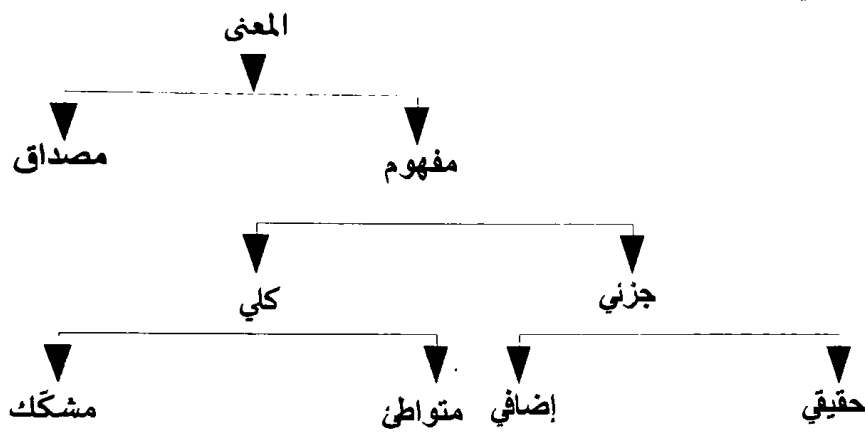 المعنى
مفهوم مصداق
جزئي كلي
حقيقي إضافي متواطئ مشكّك